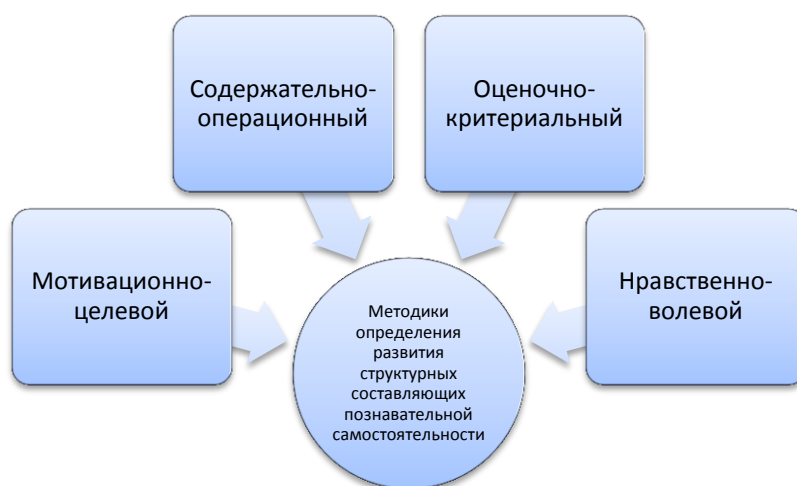 Содержательно-
операционный
Оценочно-
критериальный
Мотивационно-
целевой
Нравственно-
волевой
Методики
определения
развития
структурных
составляющих
познавательной
самостоятельности